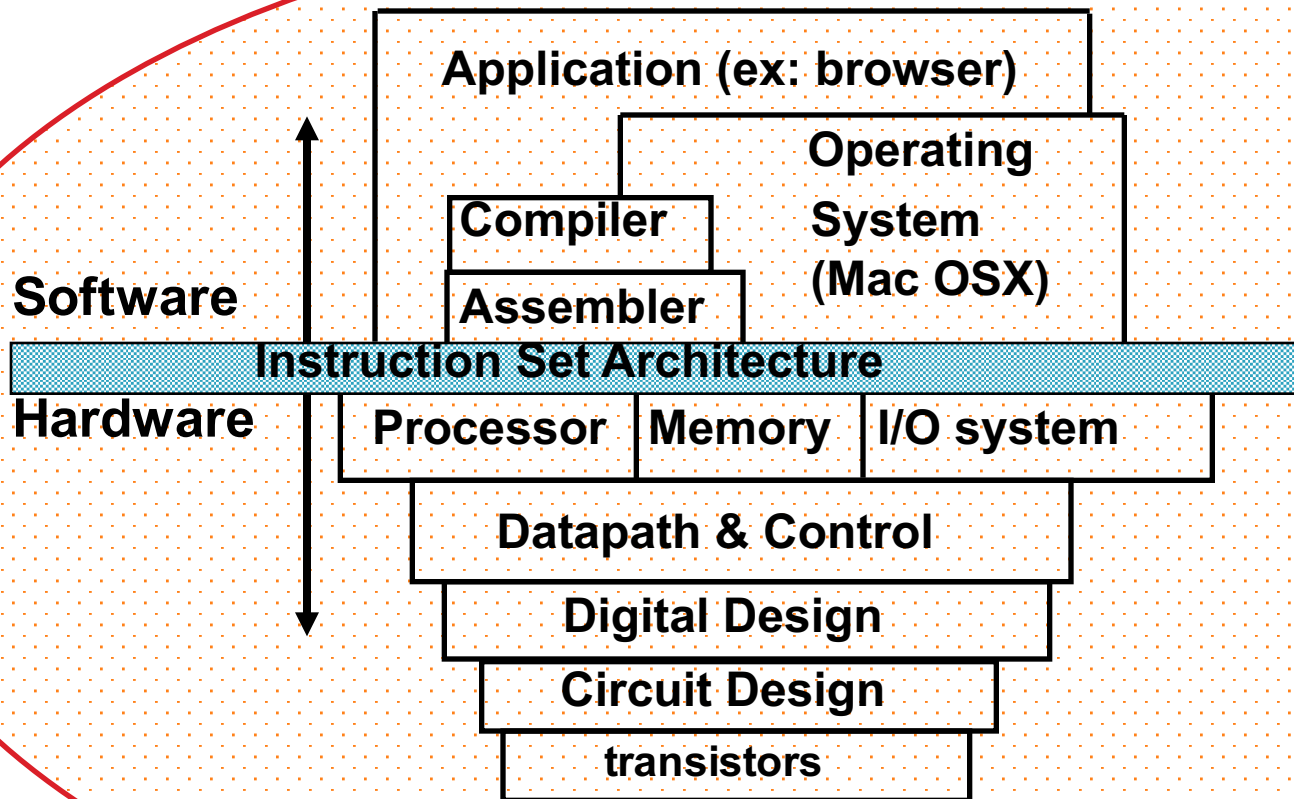 Application (ex: browser)
Operating
System
(Mac OSX)
Compiler
Assembler
Software
Instruction Set Architecture
Hardware
Processor
Memory
I/O system
Datapath & Control
Digital Design
Circuit Design
transistors